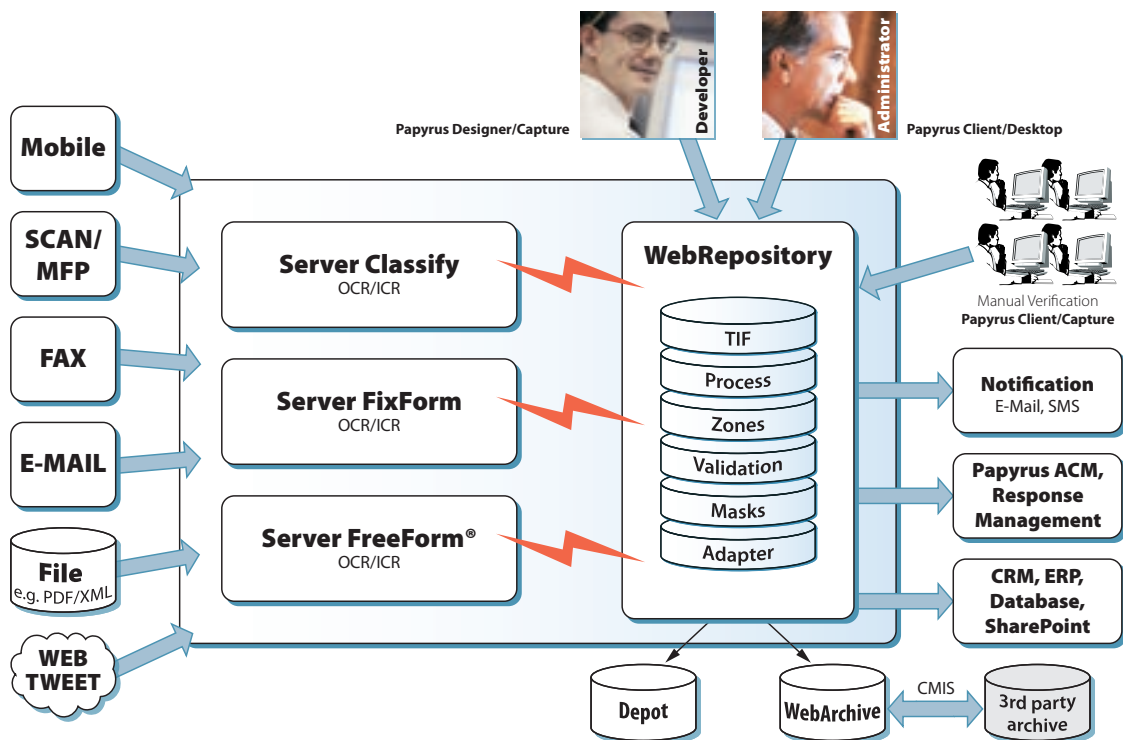 Developer
Administrator
Papyrus Designer/Capture
Papyrus Client/Desktop
Mobile
SCAN/
MFP
FAX
E-MAIL
File
e.g. PDF/XML
WEB
TWEET
Server Classify
OCR/ICR
Server FixForm
OCR/ICR
Server FreeForm®
OCR/ICR
WebRepository
TIF
Process
Zones
Validation
Masks
Adapter
Manual Verification
Papyrus Client/Capture
Notification
E-Mail, SMS
Papyrus ACM,
Response
Management
CRM, ERP,
Database,
SharePoint
Depot
WebArchive
CMIS
3rd party
archive